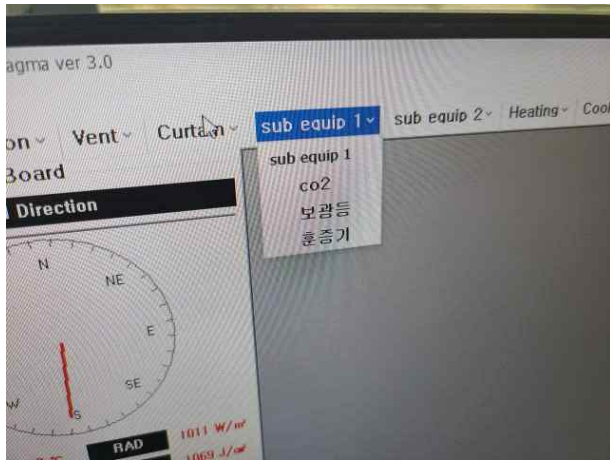 agma ver 3.0
on Vent Curtain sub equip 1 sub equip 2 Heating Cool
Board
sub equip 1
co2
Direction
보광등
훈증기
N
NE
E
SE
W
S
RAD 1011 W/㎡
1069 J/㎠